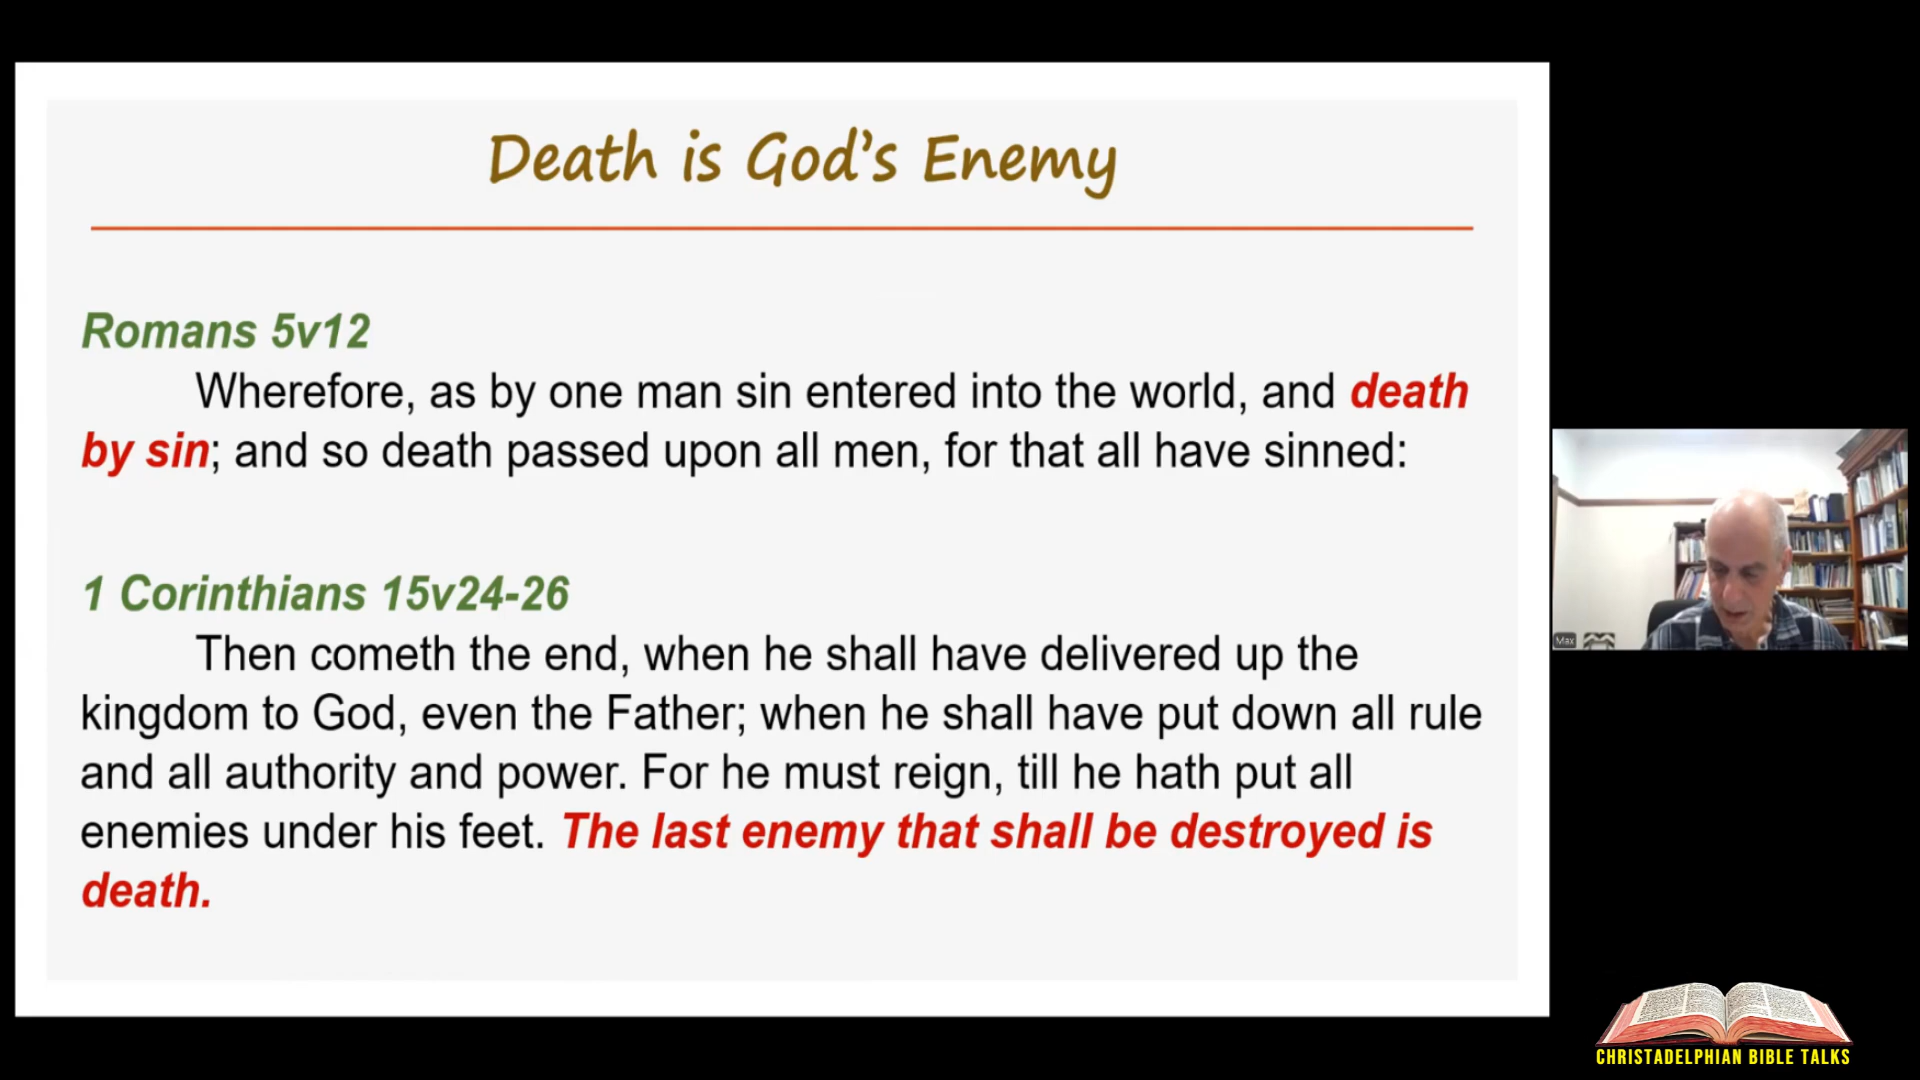 Death is God's Enemy
Romans 5v12
Wherefore, as by one man sin entered into the world, and death
by sin; and so death passed upon all men, for that all have sinned:
1 Corinthians 15v24-26
Then cometh the end, when he shall have delivered up the
kingdom to God, even the Father; when he shall have put down all rule
and all authority and power. For he must reign, till he hath put all
enemies under his feet. The last enemy that shall be destroyed is
death.
Max
CHRISTADELPHIAN BIBLE TALKS